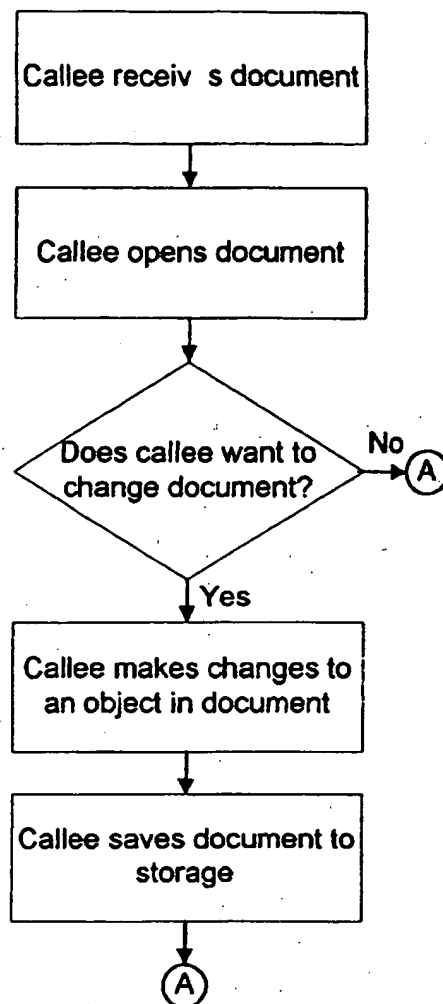 Callee receiv s document
Callee opens document
Does callee want to
change document?
No
A
Yes
Callee makes changes to
an object in document
Callee saves document to
storage
A